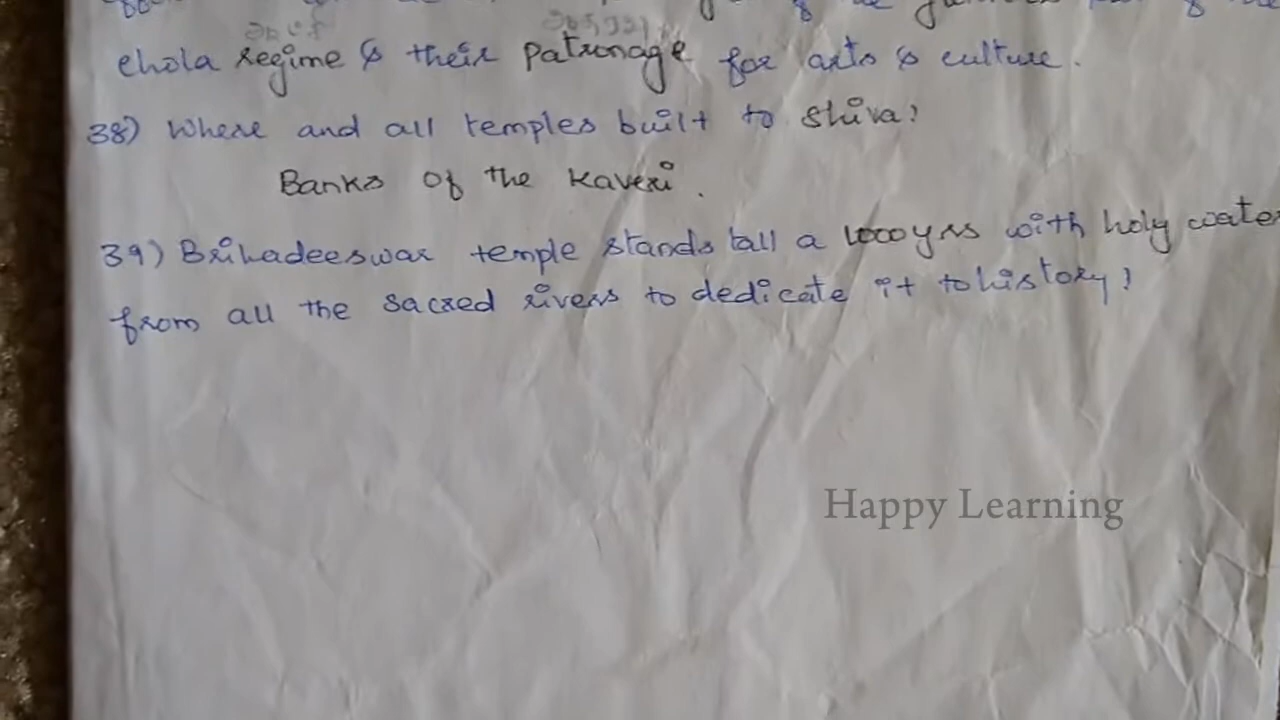 of the
chola regime & their patronage for arts & culture.
38) Where and all temples built to Shiva?
Banks of the Kaveri.
39) Brihadeeswar temple stands tall a 1000yrs with holy water
from all the sacred rivers to dedicate it to history?
Happy Learning